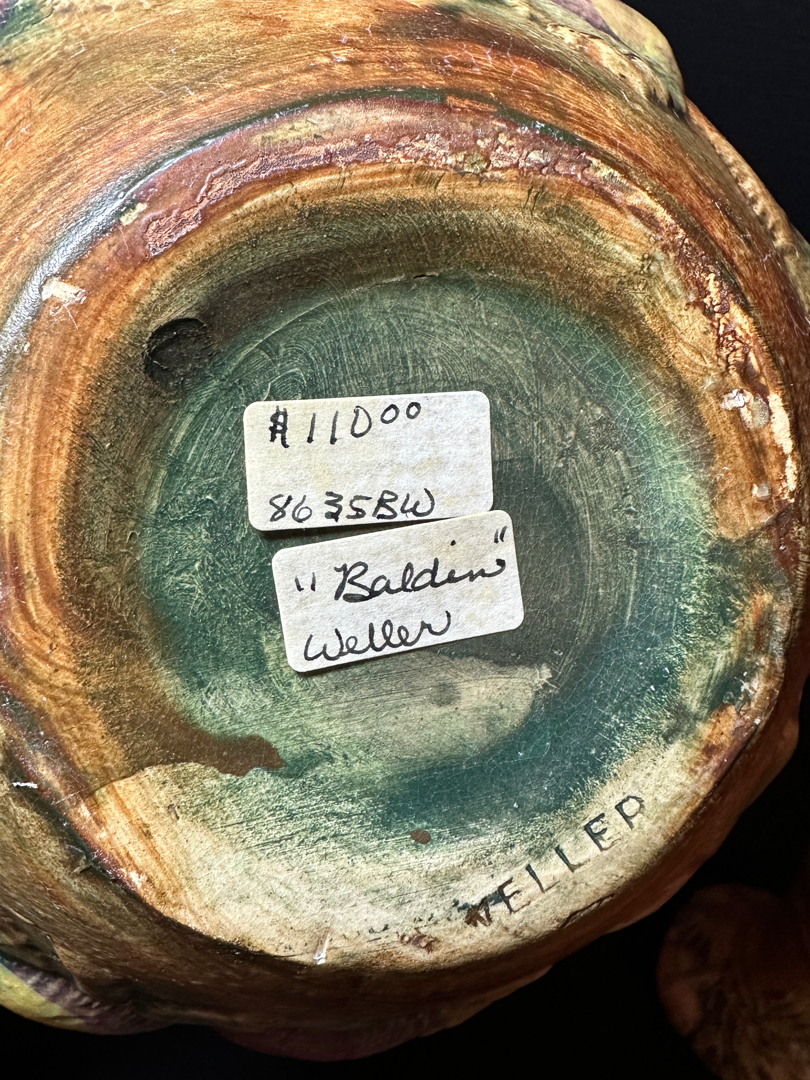 $110⁰⁰
8635BW
"Baldin"
Weller
WELLER